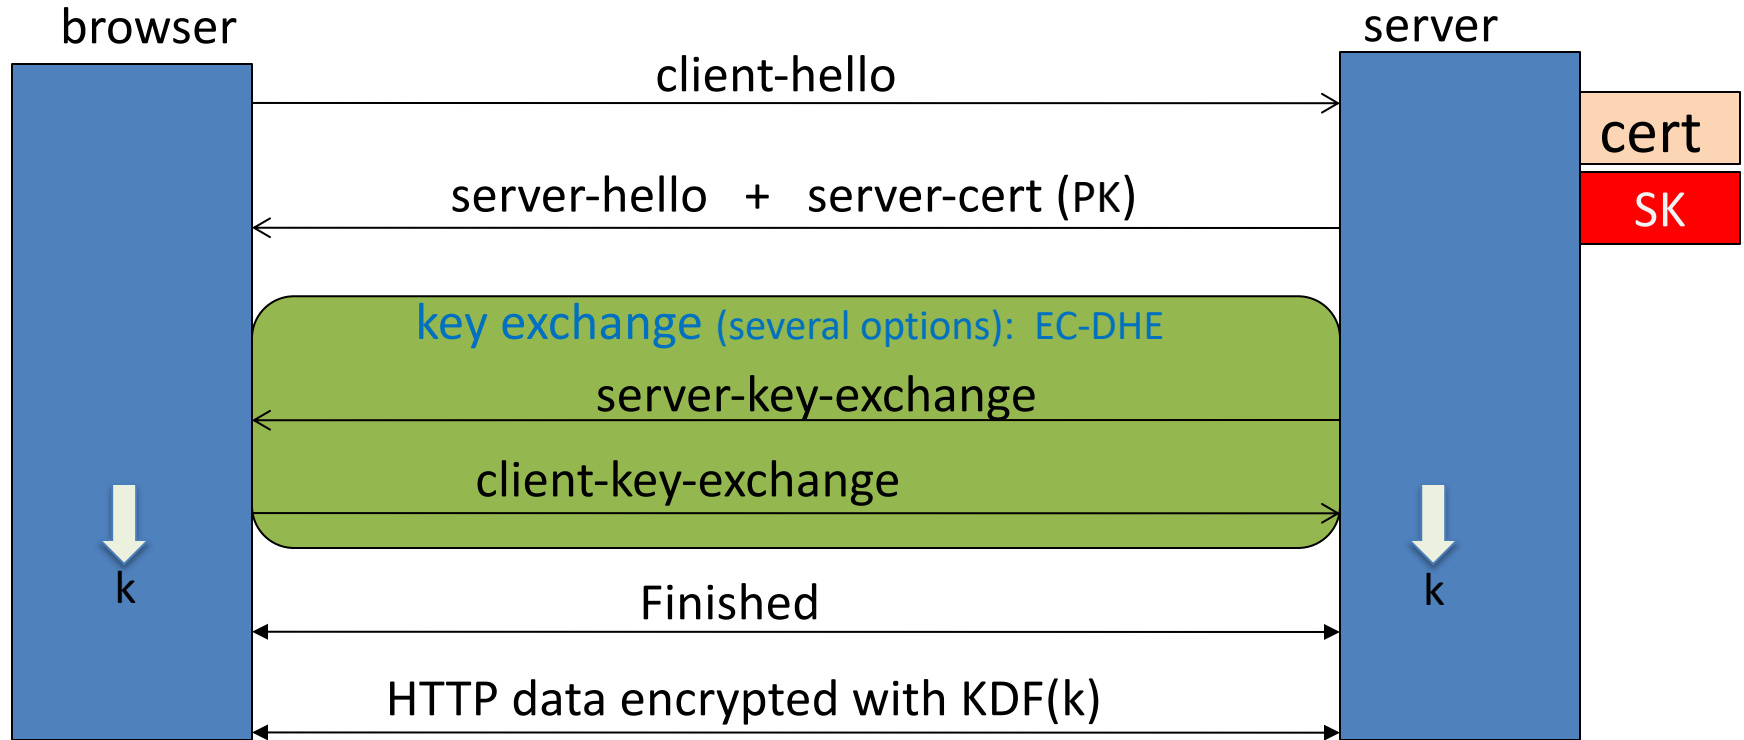 browser
server
client-hello
cert
server-hello + server-cert (PK)
SK
key exchange (several options): EC-DHE
server-key-exchange
client-key-exchange
k
k
Finished
HTTP data encrypted with KDF(k)